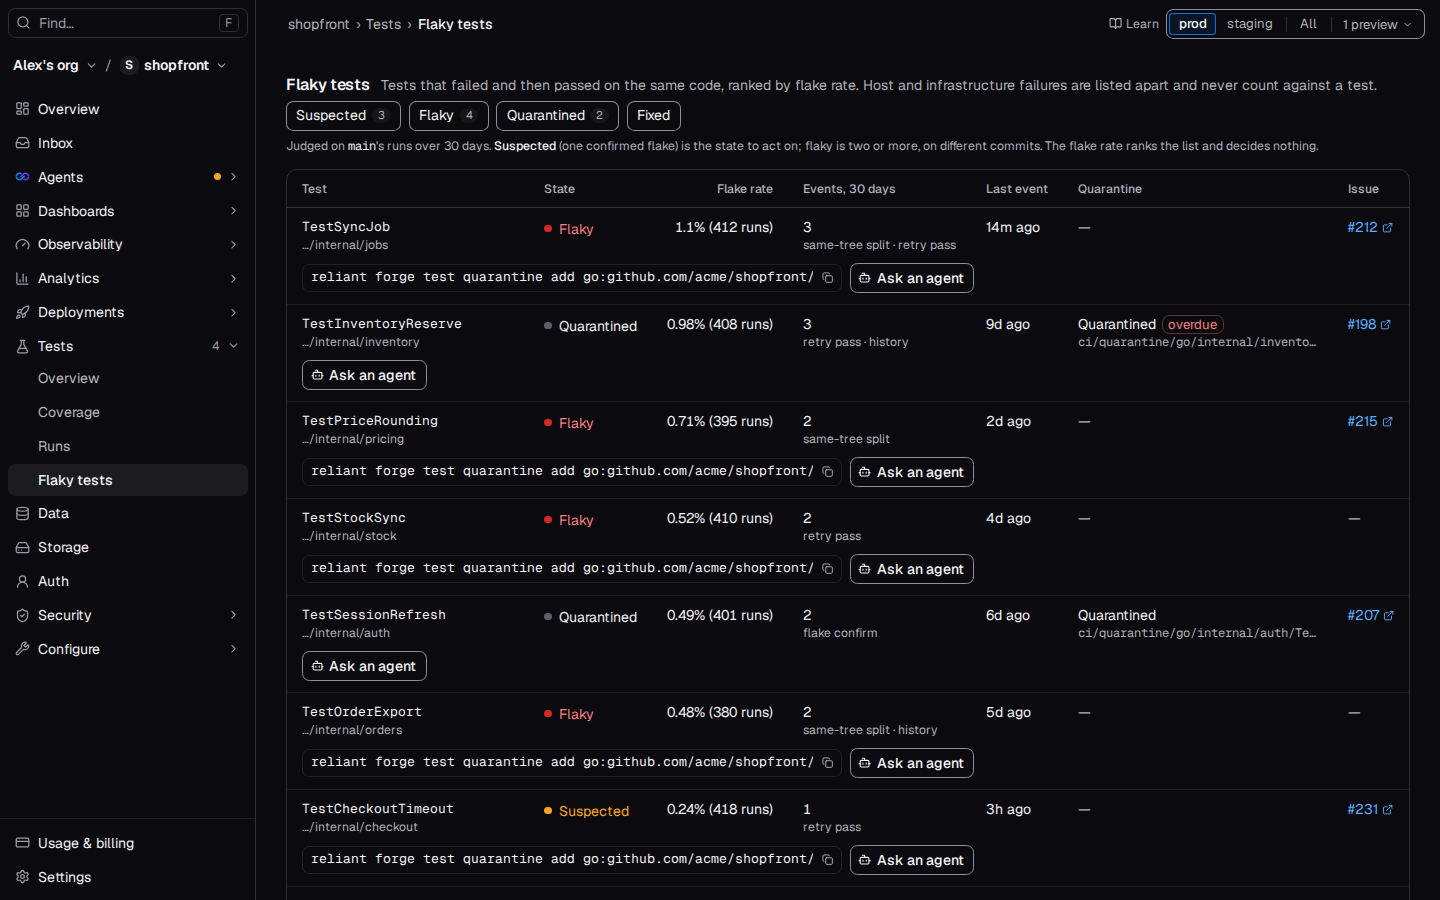 Find...
F
Alex's org / S shopfront
Overview
Inbox
Agents
Dashboards
Observability
Analytics
Deployments
Tests 4
Overview
Coverage
Runs
Flaky tests
Data
Storage
Auth
Security
Configure
Usage & billing
Settings
shopfront › Tests › Flaky tests
Learn
prod staging All 1 preview
Flaky tests Tests that failed and then passed on the same code, ranked by flake rate. Host and infrastructure failures are listed apart and never count against a test.
Suspected 3 Flaky 4 Quarantined 2 Fixed
Judged on main's runs over 30 days. Suspected (one confirmed flake) is the state to act on; flaky is two or more, on different commits. The flake rate ranks the list and decides nothing.
Test State Flake rate Events, 30 days Last event Quarantine Issue
TestSyncJob Flaky 1.1% (412 runs) 3 14m ago — #212
…/internal/jobs same-tree split · retry pass
reliant forge test quarantine add go:github.com/acme/shopfront/ Ask an agent
TestInventoryReserve Quarantined 0.98% (408 runs) 3 9d ago Quarantined overdue #198
…/internal/inventory retry pass · history ci/quarantine/go/internal/invento…
Ask an agent
TestPriceRounding Flaky 0.71% (395 runs) 2 2d ago — #215
…/internal/pricing same-tree split
reliant forge test quarantine add go:github.com/acme/shopfront/ Ask an agent
TestStockSync Flaky 0.52% (410 runs) 2 4d ago — —
…/internal/stock retry pass
reliant forge test quarantine add go:github.com/acme/shopfront/ Ask an agent
TestSessionRefresh Quarantined 0.49% (401 runs) 2 6d ago Quarantined #207
…/internal/auth flake confirm ci/quarantine/go/internal/auth/Te…
Ask an agent
TestOrderExport Flaky 0.48% (380 runs) 2 5d ago — —
…/internal/orders same-tree split · history
reliant forge test quarantine add go:github.com/acme/shopfront/ Ask an agent
TestCheckoutTimeout Suspected 0.24% (418 runs) 1 3h ago — #231
…/internal/checkout retry pass
reliant forge test quarantine add go:github.com/acme/shopfront/ Ask an agent